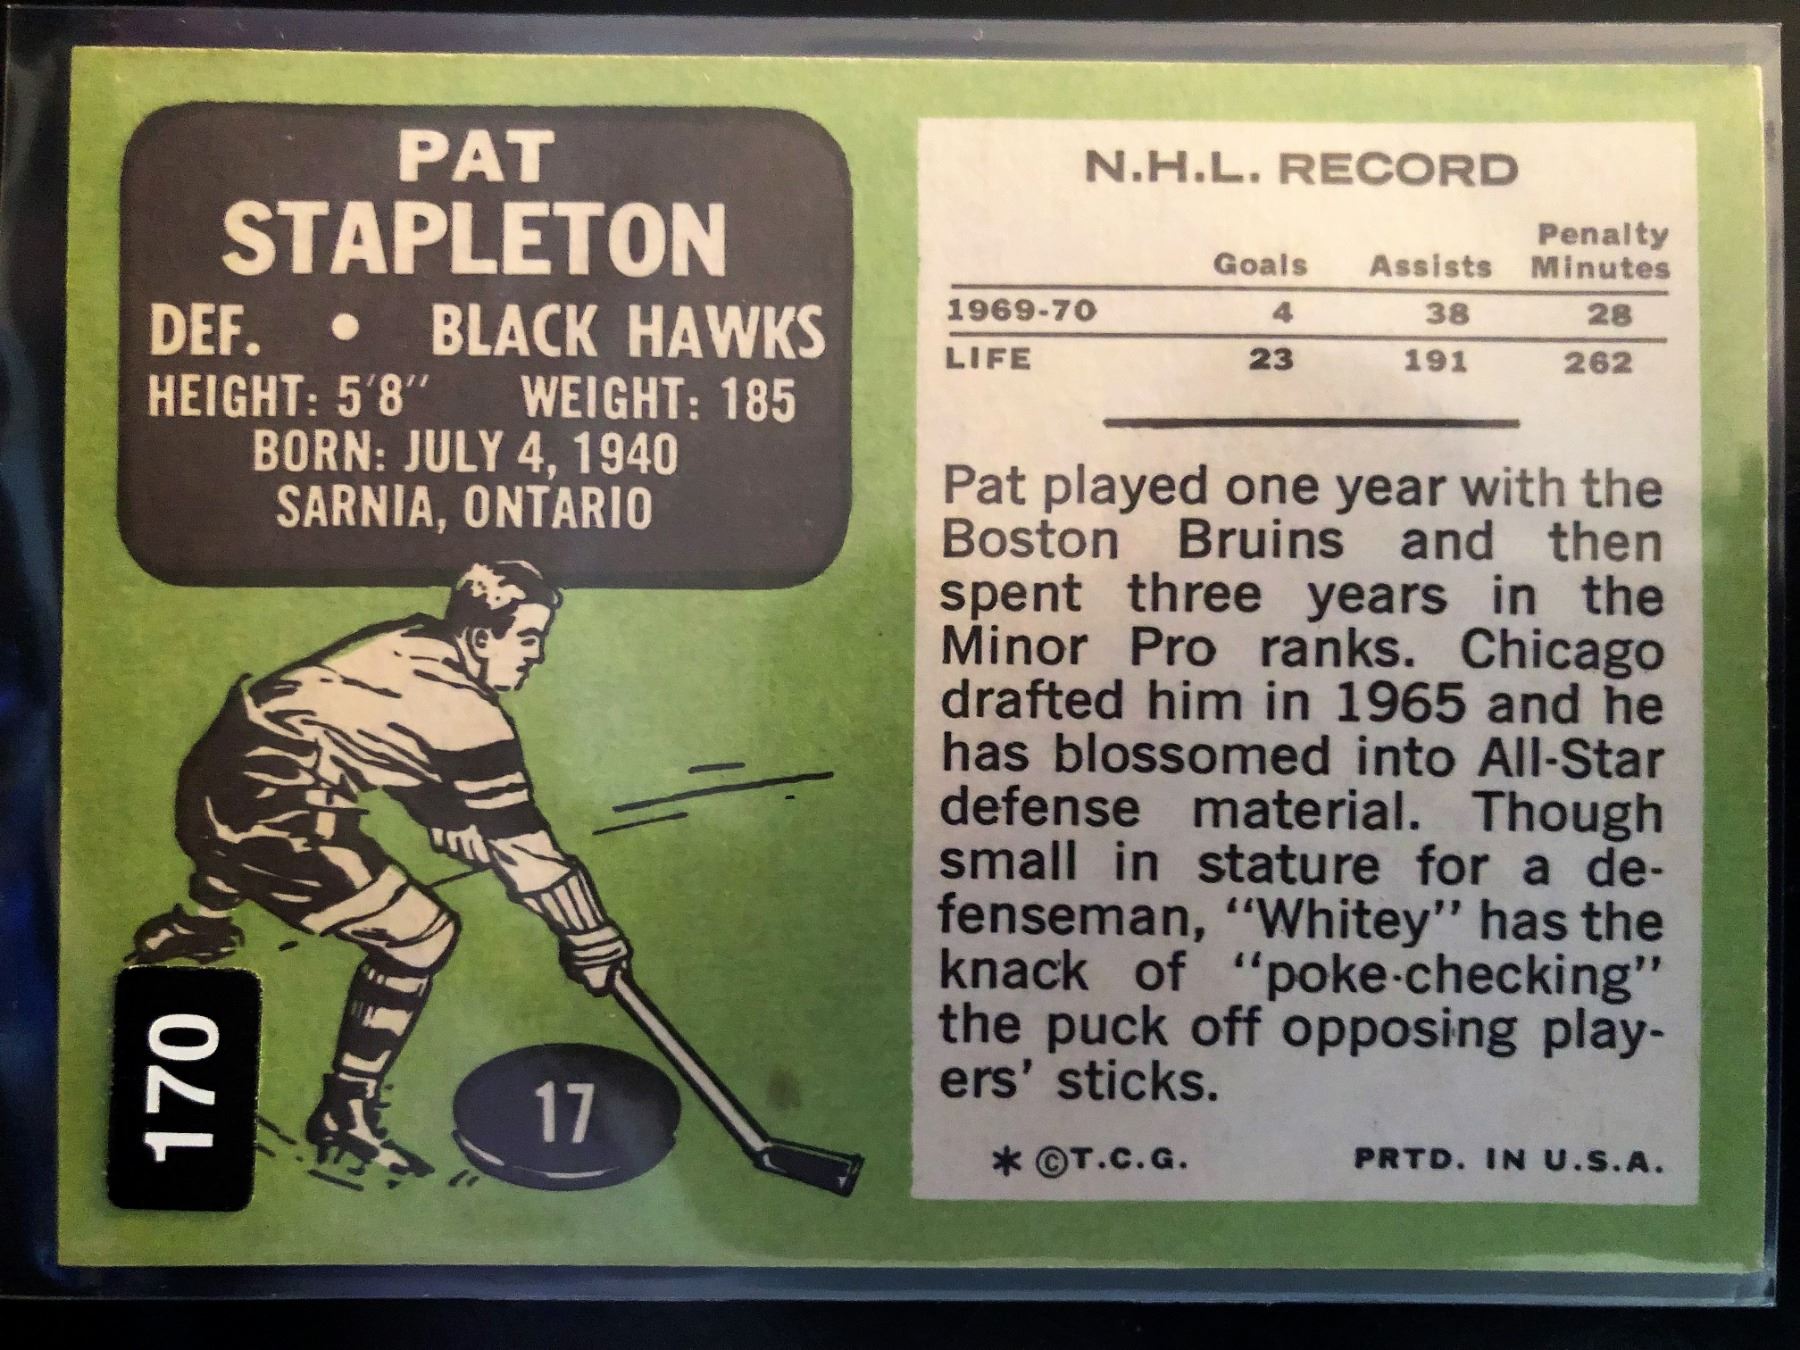 PAT
STAPLETON
DEF. • BLACK HAWKS
HEIGHT: 5'8" WEIGHT: 185
BORN: JULY 4, 1940
SARNIA, ONTARIO
170
17
N.H.L. RECORD
Goals Assists Penalty Minutes
1969-70 4 38 28
LIFE 23 191 262
Pat played one year with the
Boston Bruins and then
spent three years in the
Minor Pro ranks. Chicago
drafted him in 1965 and he
has blossomed into All-Star
defense material. Though
small in stature for a de-
fenseman, "Whitey" has the
knack of "poke-checking"
the puck off opposing play-
ers' sticks.
* ©T.C.G. PRTD. IN U.S.A.